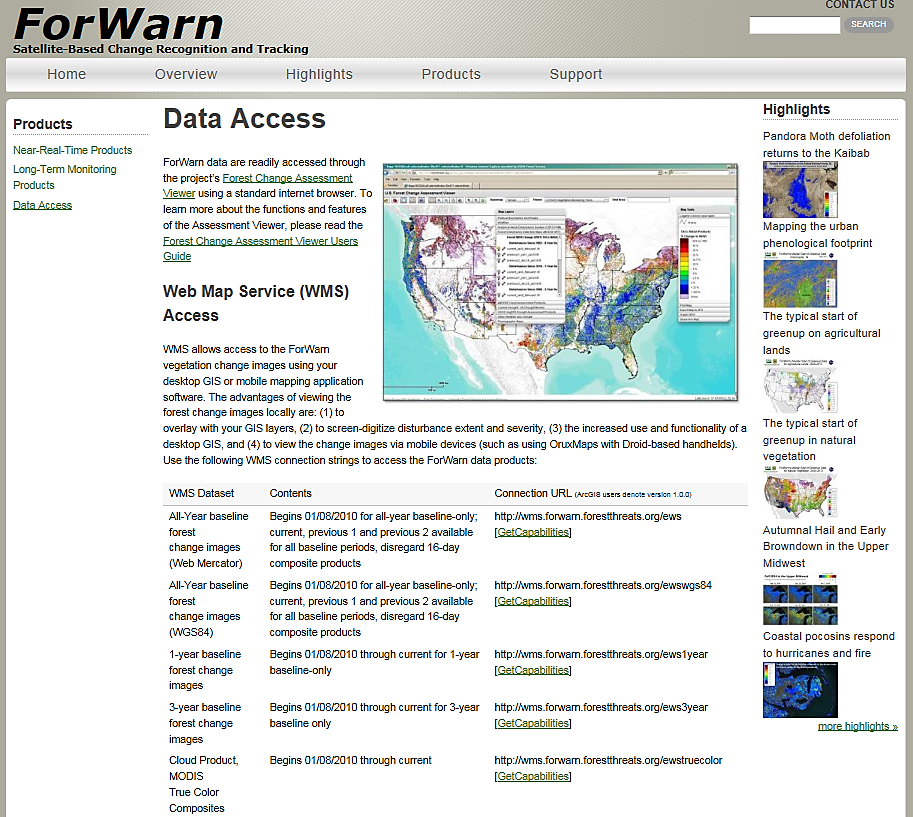 CONTACT US
ForWarn
Satellite-Based Change Recognition and Tracking
SEARCH
Home
Overview
Highlights
Products
Support
Products
Near-Real-Time Products
Long-Term Monitoring
Products
Data Access
Data Access
ForWarn data are readily accessed through
the project's Forest Change Assessment
Viewer using a standard internet browser. To
learn more about the functions and features
of the Assessment Viewer, please read the
Forest Change Assessment Viewer Users
Guide
Web Map Service (WMS)
Access
WMS allows access to the ForWarn
vegetation change images using your
desktop GIS or mobile mapping application
software. The advantages of viewing the
forest change images locally are: (1) to
overlay with your GIS layers, (2) to screen-digitize disturbance extent and severity, (3) the increased use and functionality of a
desktop GIS, and (4) to view the change images via mobile devices (such as using OruxMaps with Droid-based handhelds).
Use the following WMS connection strings to access the ForWarn data products:
WMS Dataset
Contents
Connection URL (ArcGIS users denote version 1.0.0)
All-Year baseline
forest
change images
(Web Mercator)
Begins 01/08/2010 for all-year baseline-only;
current, previous 1 and previous 2 available
for all baseline periods, disregard 16-day
composite products
http://wms.forwarn.forestthreats.org/ews
[GetCapabilities]
All-Year baseline
forest
change images
(WGS84)
Begins 01/08/2010 for all-year baseline-only;
current, previous 1 and previous 2 available
for all baseline periods, disregard 16-day
composite products
http://wms.forwarn.forestthreats.org/ewswgs84
[GetCapabilities]
1-year baseline
forest change
images
Begins 01/08/2010 through current for 1-year
baseline-only
http://wms.forwarn.forestthreats.org/ews1year
[GetCapabilities]
3-year baseline
forest change
images
Begins 01/08/2010 through current for 3-year
baseline only
http://wms.forwarn.forestthreats.org/ews3year
[GetCapabilities]
Cloud Product,
MODIS
True Color
Composites
Begins 01/08/2010 through current
http://wms.forwarn.forestthreats.org/ewstruecolor
[GetCapabilities]
Highlights
Pandora Moth defoliation
returns to the Kaibab
Mapping the urban
phenological footprint
The typical start of
greenup on agricultural
lands
The typical start of
greenup in natural
vegetation
Autumnal Hail and Early
Browndown in the Upper
Midwest
Coastal pocosins respond
to hurricanes and fire
more highlights »